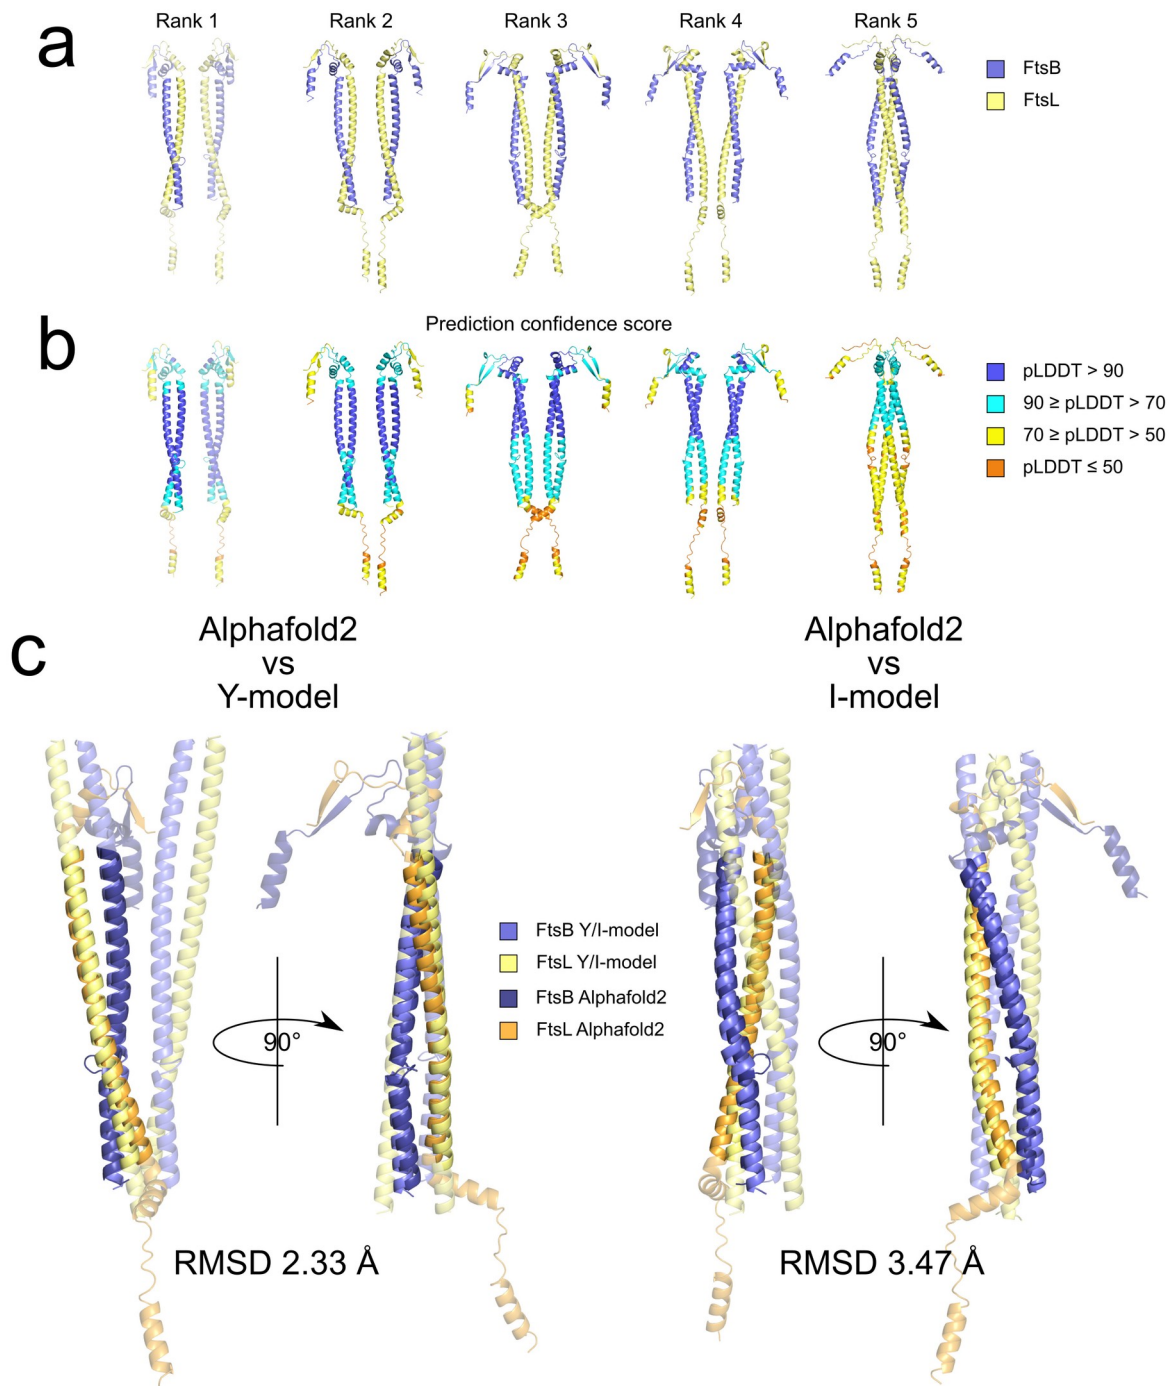 a
Rank 1
Rank 2
Rank 3
Rank 4
Rank 5
FtsB
FtsL
b
Prediction confidence score
pLDDT > 90
90 ≥ pLDDT > 70
70 ≥ pLDDT > 50
pLDDT ≤ 50
c
Alphafold2
vs
Y-model
Alphafold2
vs
I-model
FtsB Y/I-model
FtsL Y/I-model
FtsB Alphafold2
FtsL Alphafold2
90°
90°
RMSD 2.33 Å
RMSD 3.47 Å